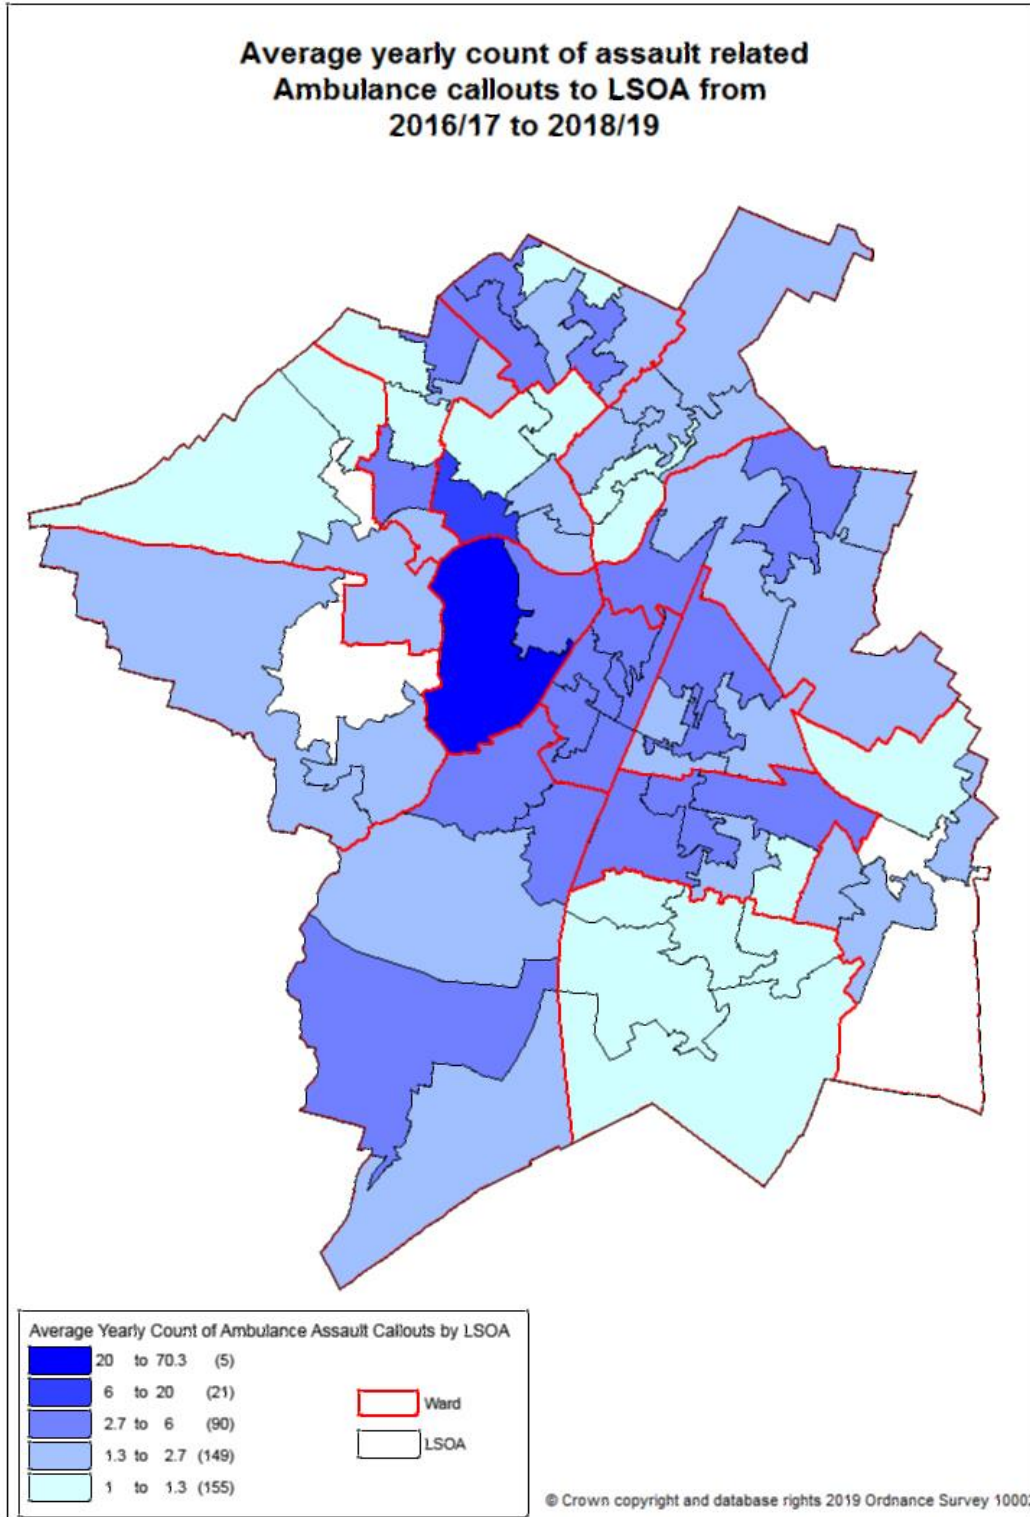 Average yearly count of assault related
Ambulance callouts to LSOA from
2016/17 to 2018/19
Average Yearly Count of Ambulance Assault Callouts by LSOA
20 to 70.3 (5)
6 to 20 (21)
2.7 to 6 (90)
1.3 to 2.7 (149)
1 to 1.3 (155)
Ward
LSOA
© Crown copyright and database rights 2019 Ordnance Survey